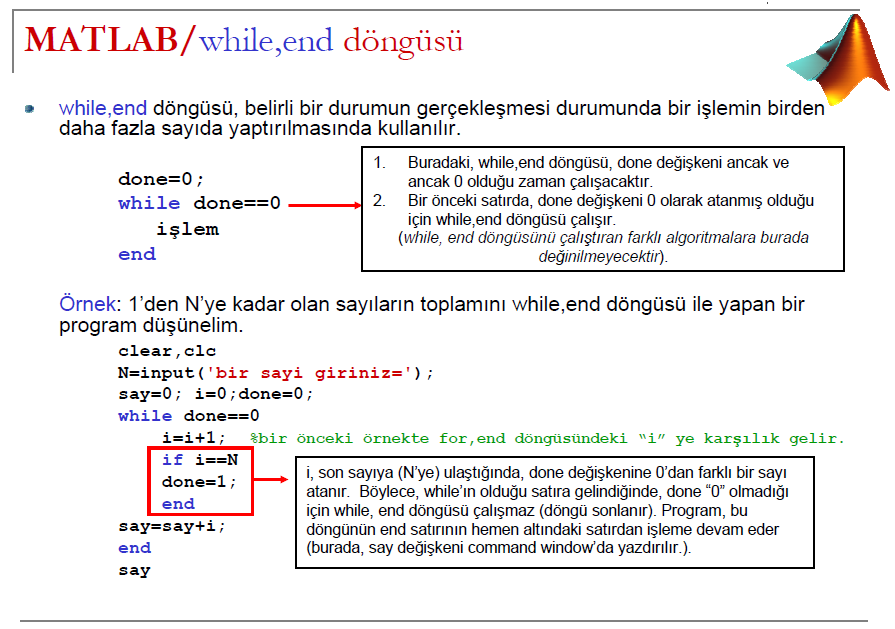 MATLAB/while,end döngüsü
while,end döngüsü, belirli bir durumun gerçekleşmesi durumunda bir işlemin birden
daha fazla sayıda yaptırılmasında kullanılır.
done=0;
while done==0
işlem
end
1. Buradaki, while,end döngüsü, done değişkeni ancak ve
ancak 0 olduğu zaman çalışacaktır.
2. Bir önceki satırda, done değişkeni 0 olarak atanmış olduğu
için while,end döngüsü çalışır.
(while, end döngüsünü çalıştıran farklı algoritmalara burada
değinilmeyecektir).
Örnek: 1’den N’ye kadar olan sayıların toplamını while,end döngüsü ile yapan bir
program düşünelim.
clear,clc
N=input('bir sayi giriniz=');
say=0; i=0;done=0;
while done==0
i=i+1; %bir önceki örnekte for,end döngüsündeki “i” ye karşılık gelir.
if i==N
done=1;
end
say=say+i;
end
say
i, son sayıya (N’ye) ulaştığında, done değişkenine 0’dan farklı bir sayı
atanır. Böylece, while’ın olduğu satıra gelindiğinde, done “0” olmadığı
için while, end döngüsü çalışmaz (döngü sonlanır). Program, bu
döngünün end satırının hemen altındaki satırdan işleme devam eder
(burada, say değişkeni command window’da yazdırılır.).